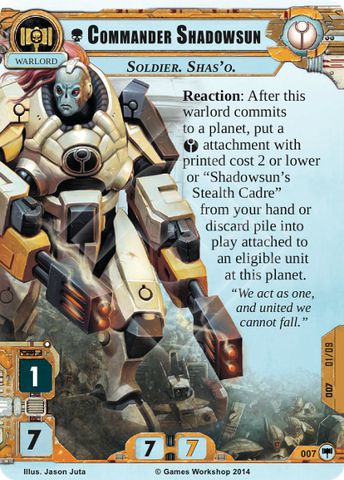 COMMANDER SHADOWSUN
WARLORD
SOLDIER. SHAS'O.
Reaction: After this
warlord commits
to a planet, put a
attachment with
printed cost 2 or lower
or “Shadowsun's
Stealth Cadre”
from your hand or
discard pile into
play attached to
an eligible unit
at this planet.
“We act as one,
and united we
cannot fall.”
1
7
7 7
007 01/09
007
Illus. Jason Juta
© Games Workshop 2014